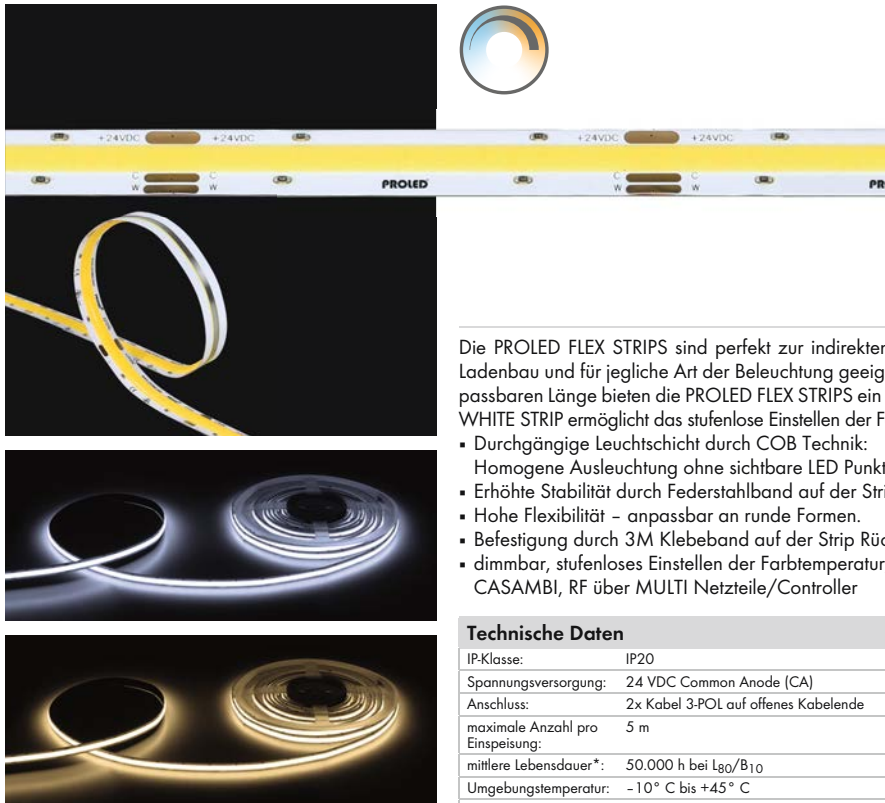 +24VDC +24VDC +24VDC +24VDC
C C C C
W W PROLED W W PR
Die PROLED FLEX STRIPS sind perfekt zur indirekten
Ladenbau und für jegliche Art der Beleuchtung geeig
passbaren Länge bieten die PROLED FLEX STRIPS ein
WHITE STRIP ermöglicht das stufenlose Einstellen der F
▪ Durchgängige Leuchtschicht durch COB Technik:
Homogene Ausleuchtung ohne sichtbare LED Punkt
▪ Erhöhte Stabilität durch Federstahlband auf der Stri
▪ Hohe Flexibilität – anpassbar an runde Formen.
▪ Befestigung durch 3M Klebeband auf der Strip Rüc
▪ dimmbar, stufenloses Einstellen der Farbtemperatur
CASAMBI, RF über MULTI Netzteile/Controller
Technische Daten
IP-Klasse: IP20
Spannungsversorgung: 24 VDC Common Anode (CA)
Anschluss: 2x Kabel 3-POL auf offenes Kabelende
maximale Anzahl pro 5 m
Einspeisung:
mittlere Lebensdauer*: 50.000 h bei L80/B10
Umgebungstemperatur: –10° C bis +45° C